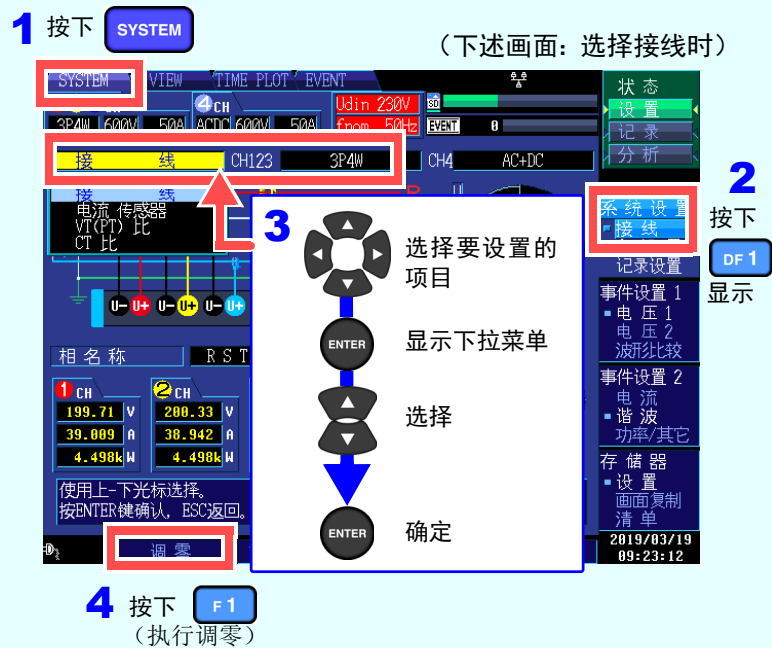 1 按下 SYSTEM
（下述画面：选择接线时）
SYSTEM VIEW TIME PLOT EVENT
4 CH Udin 230V SD
3P4W 600V 50A ACDC 600V 50A fnom 50Hz EVENT 0
接 线 CH123 3P4W CH4 AC+DC
接 线
电流 传感器
VT(PT) 比
CT 比
U- U+ U- U+ U- U+
相 名 称 R S T
1 CH 2 CH
199.71 V 200.33 V
39.009 A 38.942 A
4.498k W 4.498k W
使用上-下光标选择。
按ENTER键确认, ESC返回。
调 零
3
选择要设置的
项目
ENTER 显示下拉菜单
选择
ENTER 确定
状 态
设 置
记 录
分 析
系 统 设 置
接 线
记录设置
事件设置 1
电 压 1
电 压 2
波形比较
事件设置 2
电 流
谐 波
功率/其它
存 储 器
设 置
画面复制
清 单
2019/03/19
09:23:12
2
按下
DF 1
显示
4 按下 F 1
（执行调零）